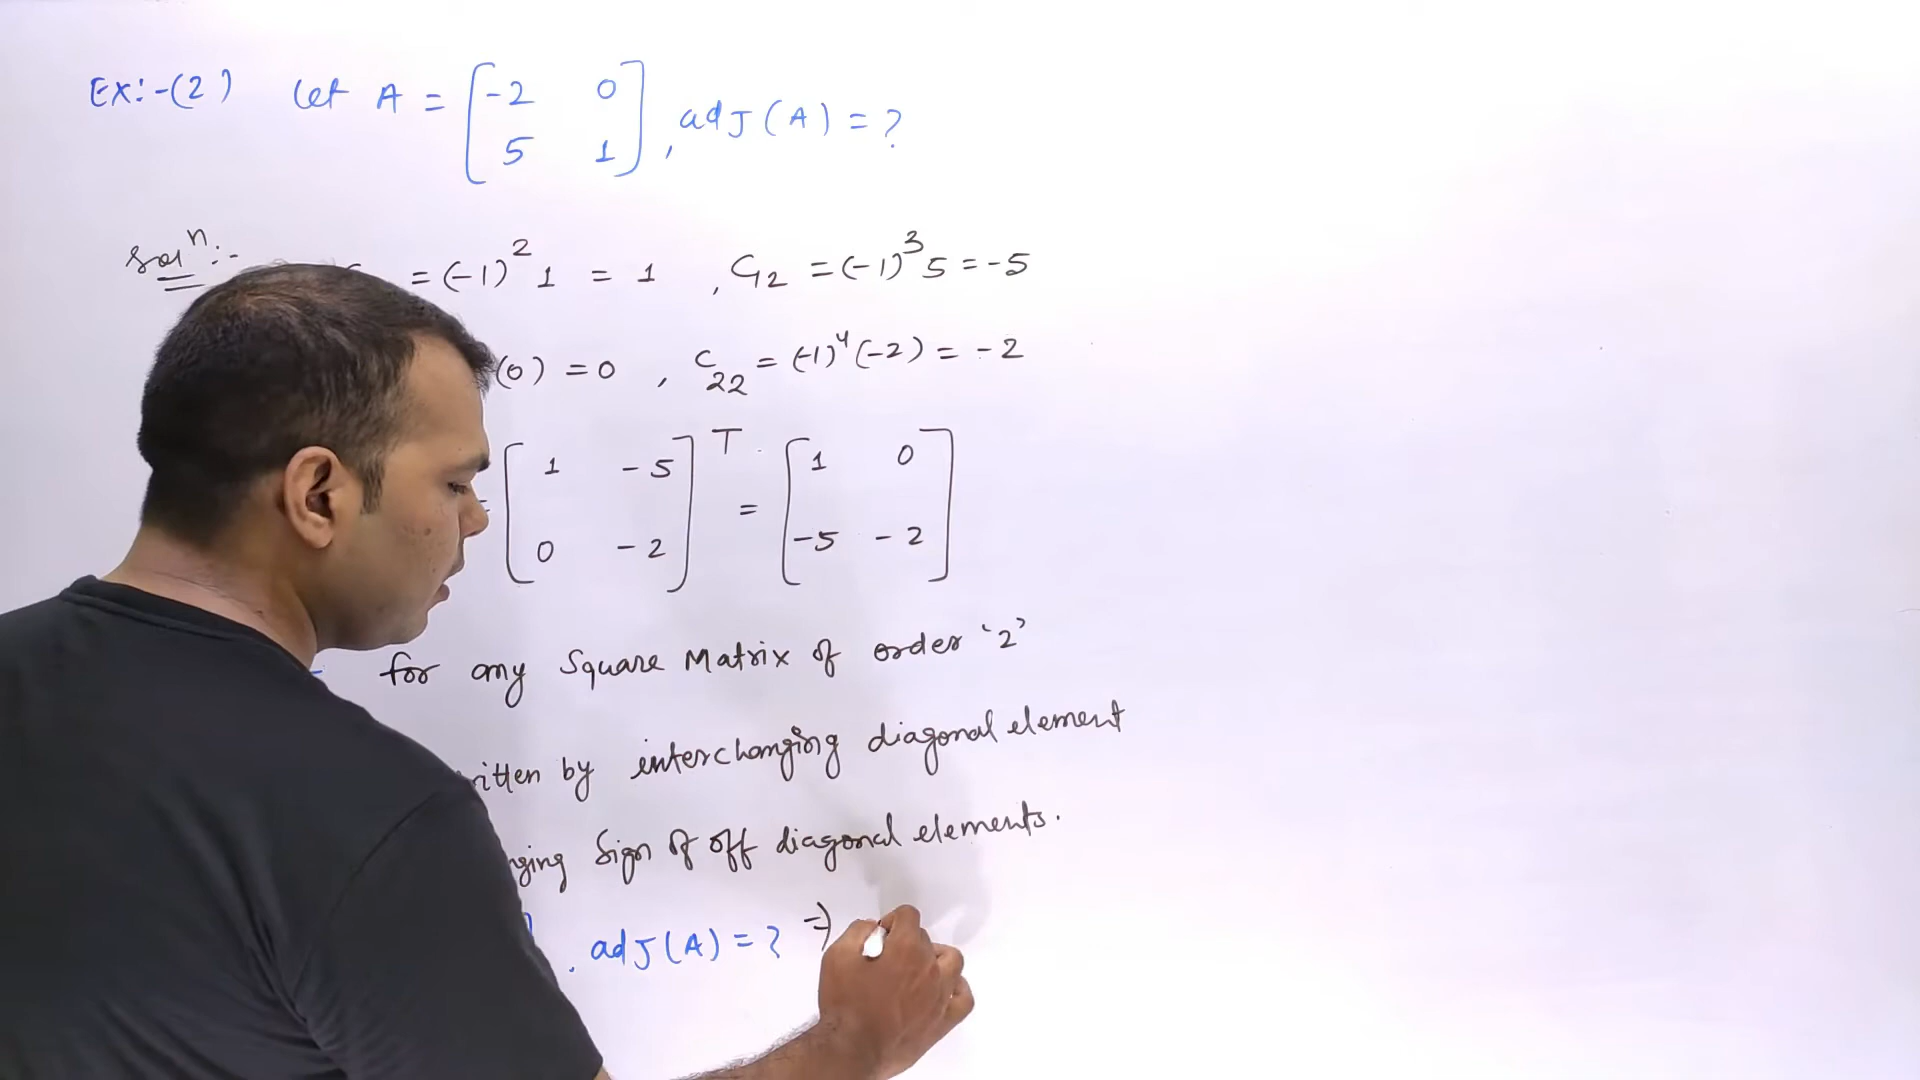 Ex:-(2) Let A = [-2 0 5 1], adJ(A) = ?
Solⁿ:- = (-1)² 1 = 1 , C12 = (-1)³ 5 = -5
(0) = 0 , C22 = (-1)⁴ (-2) = -2
= [1 -5 0 -2]ᵀ = [1 0 -5 -2]
for any Square Matrix of order '2'
by interchanging diagonal element
Sign of off diagonal elements.
. adJ(A) = ? ⇒